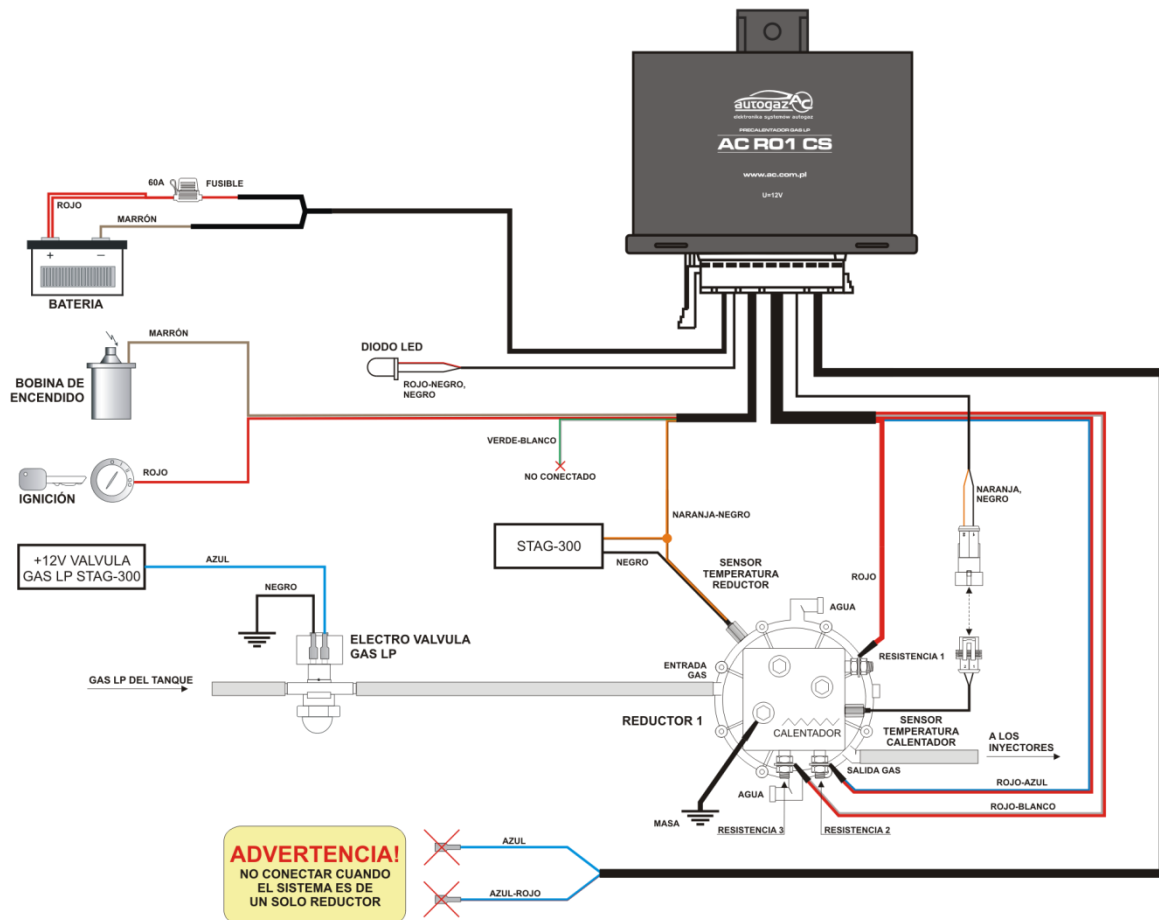 autogaz AC
elektronika systemów autogaz
PRECALENTADOR GAS LP
AC R01 CS
www.ac.com.pl
U=12V
60A
FUSIBLE
ROJO
MARRÓN
+ −
BATERIA
MARRÓN
BOBINA DE
ENCENDIDO
DIODO LED
ROJO-NEGRO,
NEGRO
VERDE-BLANCO
NO CONECTADO
ROJO
IGNICIÓN
NARANJA,
NEGRO
NARANJA-NEGRO
STAG-300
NEGRO
+12V VALVULA
GAS LP STAG-300
AZUL
NEGRO
ELECTRO VALVULA
GAS LP
SENSOR
TEMPERATURA
REDUCTOR
ROJO
AGUA
RESISTENCIA 1
ENTRADA
GAS
GAS LP DEL TANQUE
REDUCTOR 1
CALENTADOR
SENSOR
TEMPERATURA
CALENTADOR
A LOS
INYECTORES
SALIDA GAS
ROJO-AZUL
ROJO-BLANCO
AGUA
MASA
RESISTENCIA 3
RESISTENCIA 2
ADVERTENCIA!
NO CONECTAR CUANDO
EL SISTEMA ES DE
UN SOLO REDUCTOR
AZUL
AZUL-ROJO